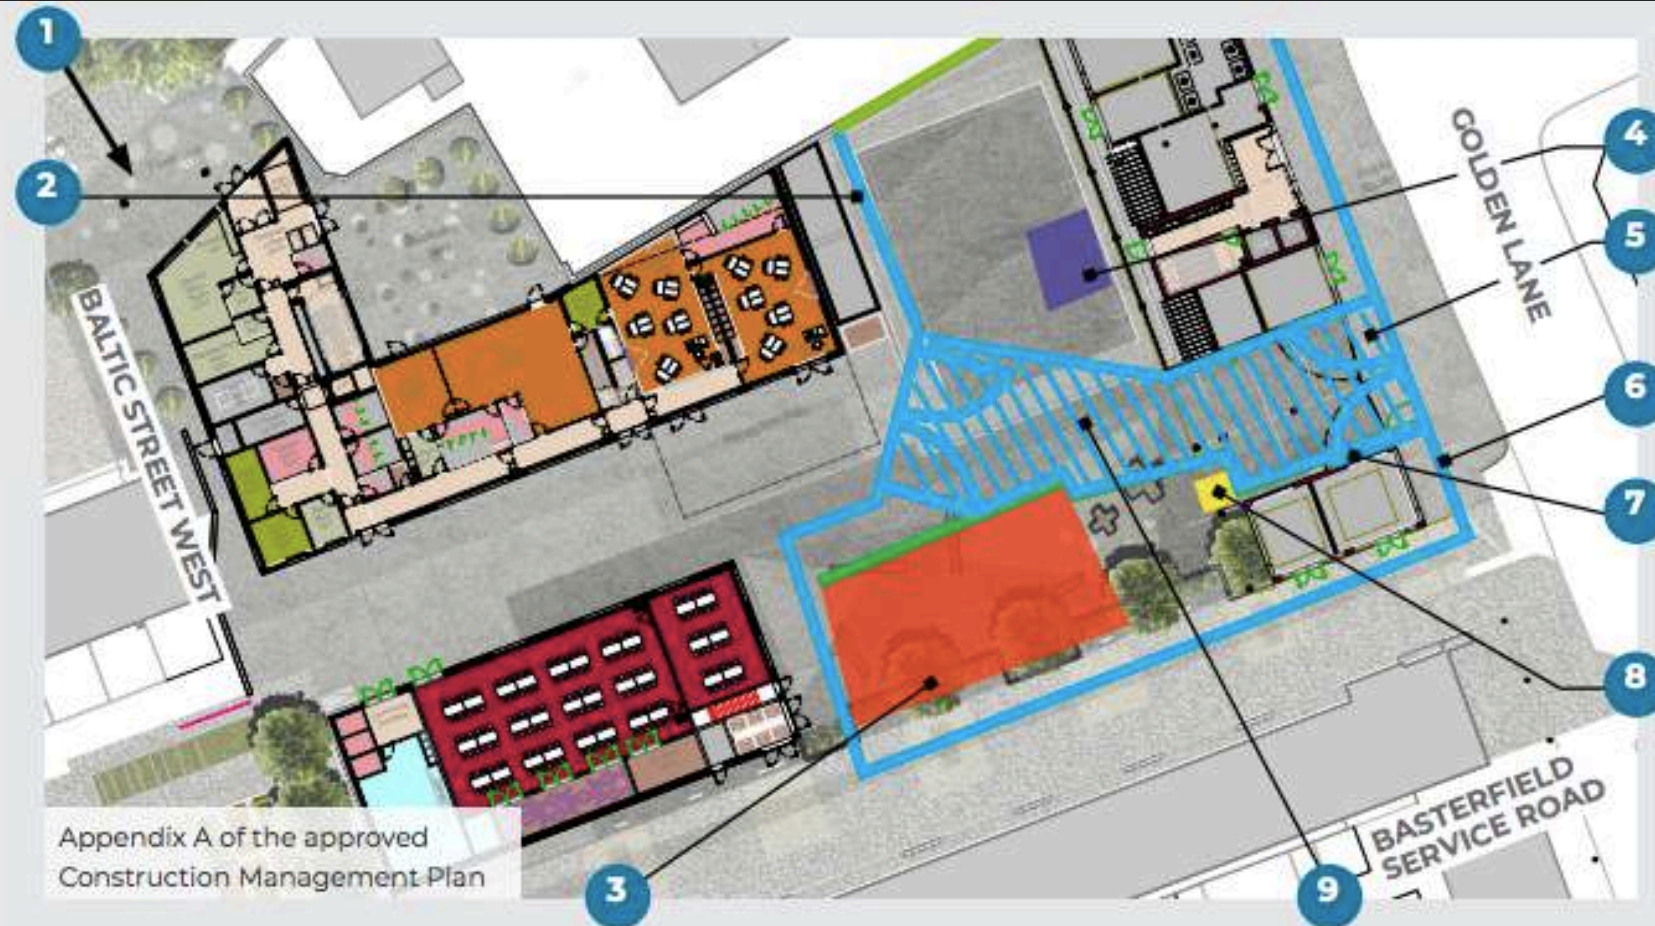 1
2
4
5
6
7
8
3
9
GOLDEN LANE
BALTIC STREET WEST
BASTERFIELD
SERVICE ROAD
Appendix A of the approved
Construction Management Plan